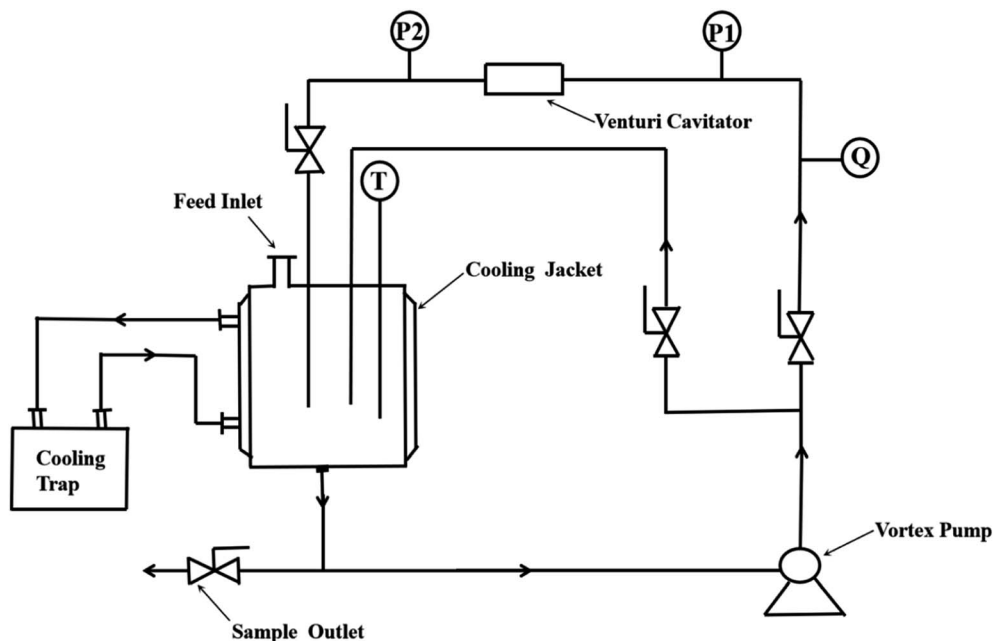 P2
P1
Venturi Cavitator
Q
T
Feed Inlet
Cooling Jacket
Cooling
Trap
Vortex Pump
Sample Outlet